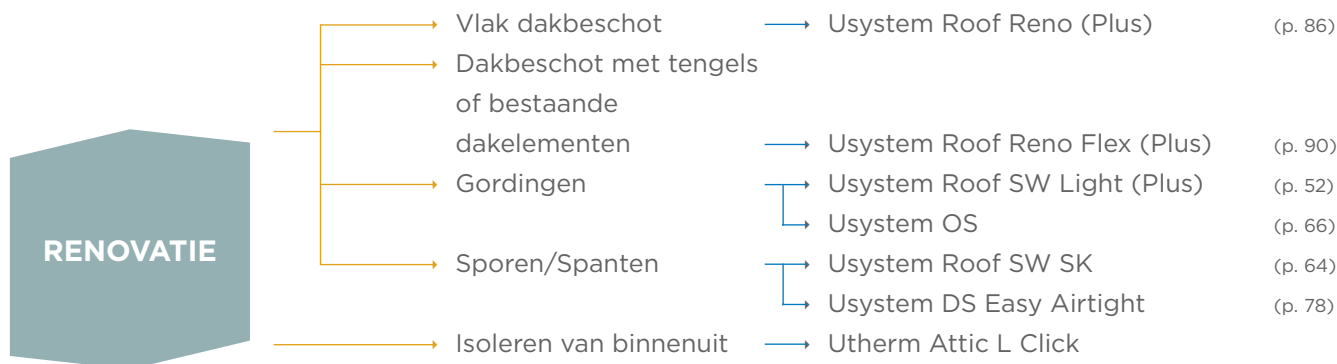 Vlak dakbeschot Usystem Roof Reno (Plus) (p. 86)
Dakbeschot met tengels
of bestaande
dakelementen Usystem Roof Reno Flex (Plus) (p. 90)
Gordingen Usystem Roof SW Light (Plus) (p. 52)
Usystem OS (p. 66)
RENOVATIE
Sporen/Spanten Usystem Roof SW SK (p. 64)
Usystem DS Easy Airtight (p. 78)
Isoleren van binnenuit Utherm Attic L Click